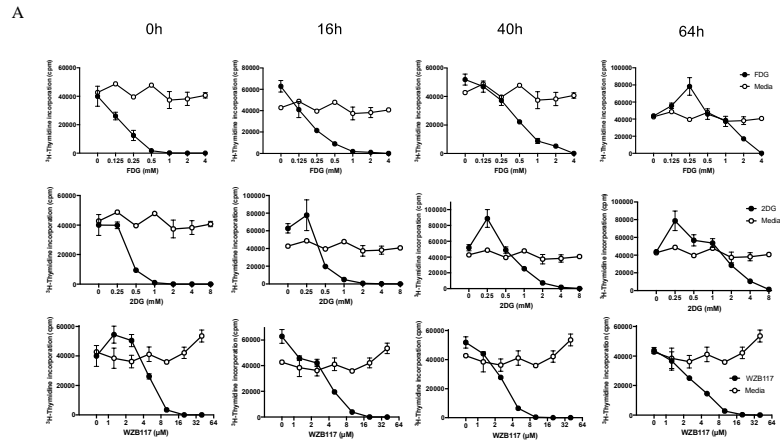 A
0h 16h 40h 64h
³H-Thymidine incorporation (cpm) 60000 40000 20000 0
0 0.125 0.25 0.5 1 2 4
FDG (mM)
³H-Thymidine incorporation (cpm) 80000 60000 40000 20000 0
0 0.125 0.25 0.5 1 2 4
FDG (mM)
³H-Thymidine incorporation (cpm) 60000 40000 20000 0
0 0.125 0.25 0.5 1 2 4
FDG (mM)
³H-Thymidine incorporation (cpm) 100000 80000 60000 40000 20000 0
0 0.125 0.25 0.5 1 2 4
FDG (mM)
FDG
Media
³H-Thymidine incorporation (cpm) 60000 40000 20000 0
0 0.25 0.5 1 2 4 8
2DG (mM)
³H-Thymidine incorporation (cpm) 100000 80000 60000 40000 20000 0
0 0.25 0.5 1 2 4 8
2DG (mM)
³H-Thymidine incorporation (cpm) 100000 80000 60000 40000 20000 0
0 0.25 0.5 1 2 4 8
2DG (mM)
³H-Thymidine incorporation (cpm) 100000 80000 60000 40000 20000 0
0 0.25 0.5 1 2 4 8
2DG (mM)
2DG
Media
³H-Thymidine incorporation (cpm) 60000 40000 20000 0
0 1 4 10 16 32 64
WZB117 (µM)
³H-Thymidine incorporation (cpm) 80000 60000 40000 20000 0
0 1 4 10 16 32 64
WZB117 (µM)
³H-Thymidine incorporation (cpm) 60000 40000 20000 0
0 1 4 10 16 32 64
WZB117 (µM)
³H-Thymidine incorporation (cpm) 60000 40000 20000 0
0 1 4 10 16 32 64
WZB117 (µM)
WZB117
Media